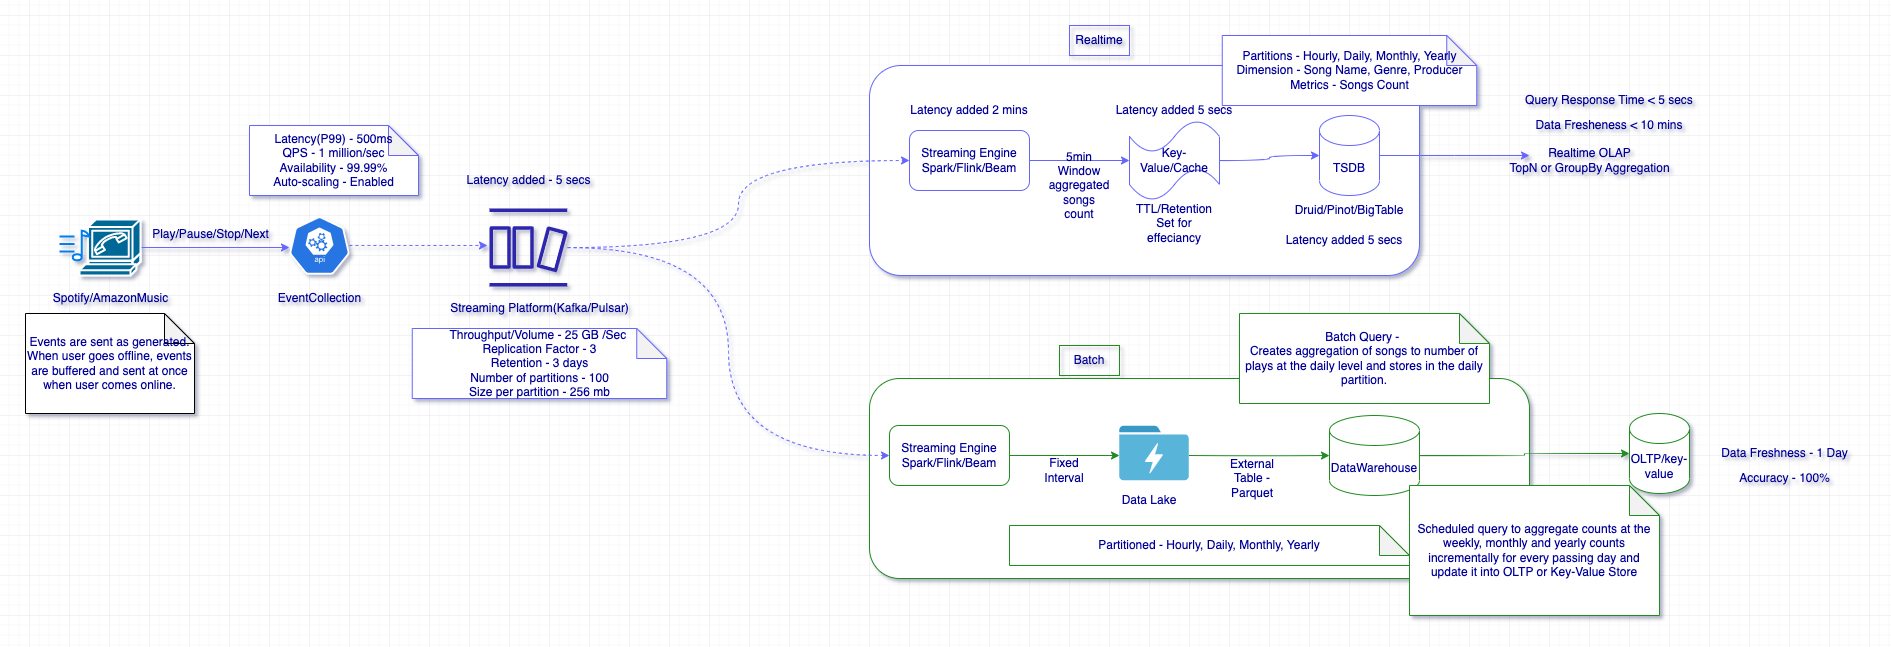 Realtime
Partitions - Hourly, Daily, Monthly, Yearly
Dimension - Song Name, Genre, Producer
Metrics - Songs Count
Latency added 2 mins
Latency added 5 secs
Query Response Time < 5 secs
Data Fresheness < 10 mins
Realtime OLAP
TopN or GroupBy Aggregation
Streaming Engine
Spark/Flink/Beam
5min
Window
aggregated
songs
count
Key-
Value/Cache
TSDB
TTL/Retention
Set for
effeciancy
Druid/Pinot/BigTable
Latency added 5 secs
Latency(P99) - 500ms
QPS - 1 million/sec
Availability - 99.99%
Auto-scaling - Enabled
Latency added - 5 secs
Play/Pause/Stop/Next
api
Spotify/AmazonMusic
EventCollection
Streaming Platform(Kafka/Pulsar)
Events are sent as generated.
When user goes offline, events
are buffered and sent at once
when user comes online.
Throughput/Volume - 25 GB /Sec
Replication Factor - 3
Retention - 3 days
Number of partitions - 100
Size per partition - 256 mb
Batch
Batch Query -
Creates aggregation of songs to number of
plays at the daily level and stores in the daily
partition.
Streaming Engine
Spark/Flink/Beam
Fixed
Interval
Data Lake
External
Table -
Parquet
DataWarehouse
OLTP/key-
value
Data Freshness - 1 Day
Accuracy - 100%
Partitioned - Hourly, Daily, Monthly, Yearly
Scheduled query to aggregate counts at the
weekly, monthly and yearly counts
incrementally for every passing day and
update it into OLTP or Key-Value Store